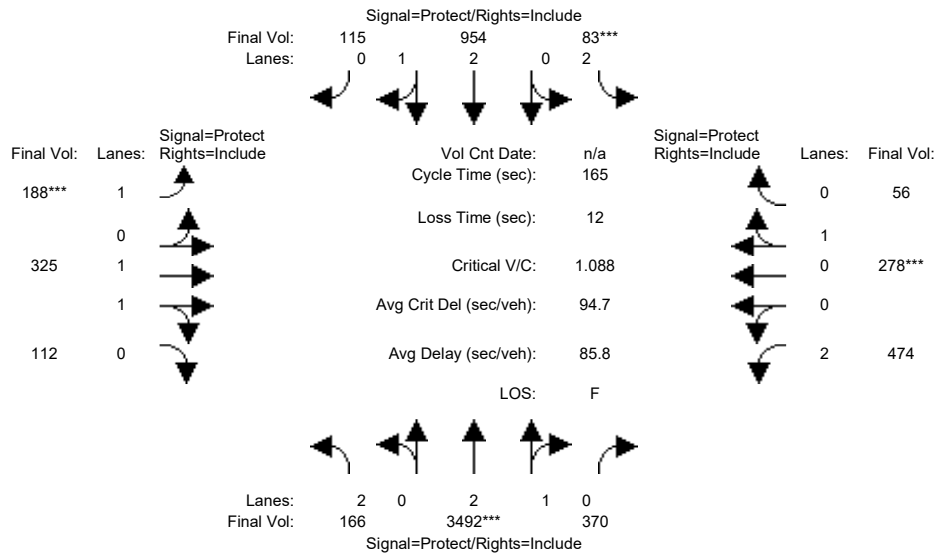 Signal=Protect/Rights=Include
Final Vol: 115 954 83***
Lanes: 0 1 2 0 2
Signal=Protect
Final Vol: Lanes: Rights=Include
Vol Cnt Date: n/a
Signal=Protect
Rights=Include Lanes: Final Vol:
Cycle Time (sec): 165
188*** 1
0 56
Loss Time (sec): 12
0
1
325 1
Critical V/C: 1.088
0 278***
1
Avg Crit Del (sec/veh): 94.7
0
112 0
Avg Delay (sec/veh): 85.8
2 474
LOS: F
Lanes: 2 0 2 1 0
Final Vol: 166 3492*** 370
Signal=Protect/Rights=Include